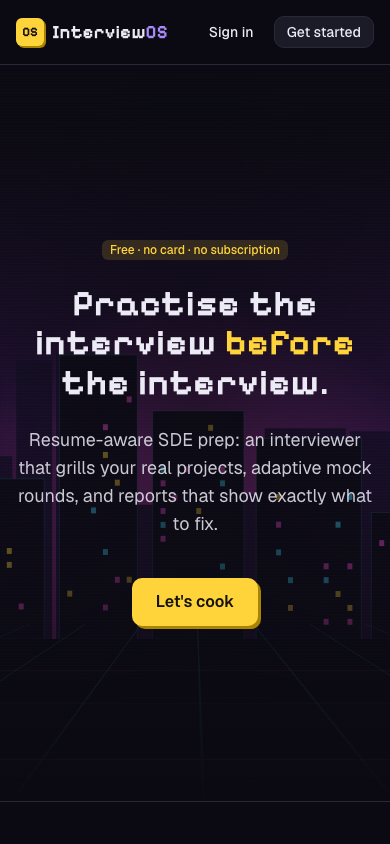 OS InterviewOS Sign in Get started
Free · no card · no subscription
Practise the
interview before
the interview.
Resume-aware SDE prep: an interviewer
that grills your real projects, adaptive mock
rounds, and reports that show exactly what
to fix.
Let's cook